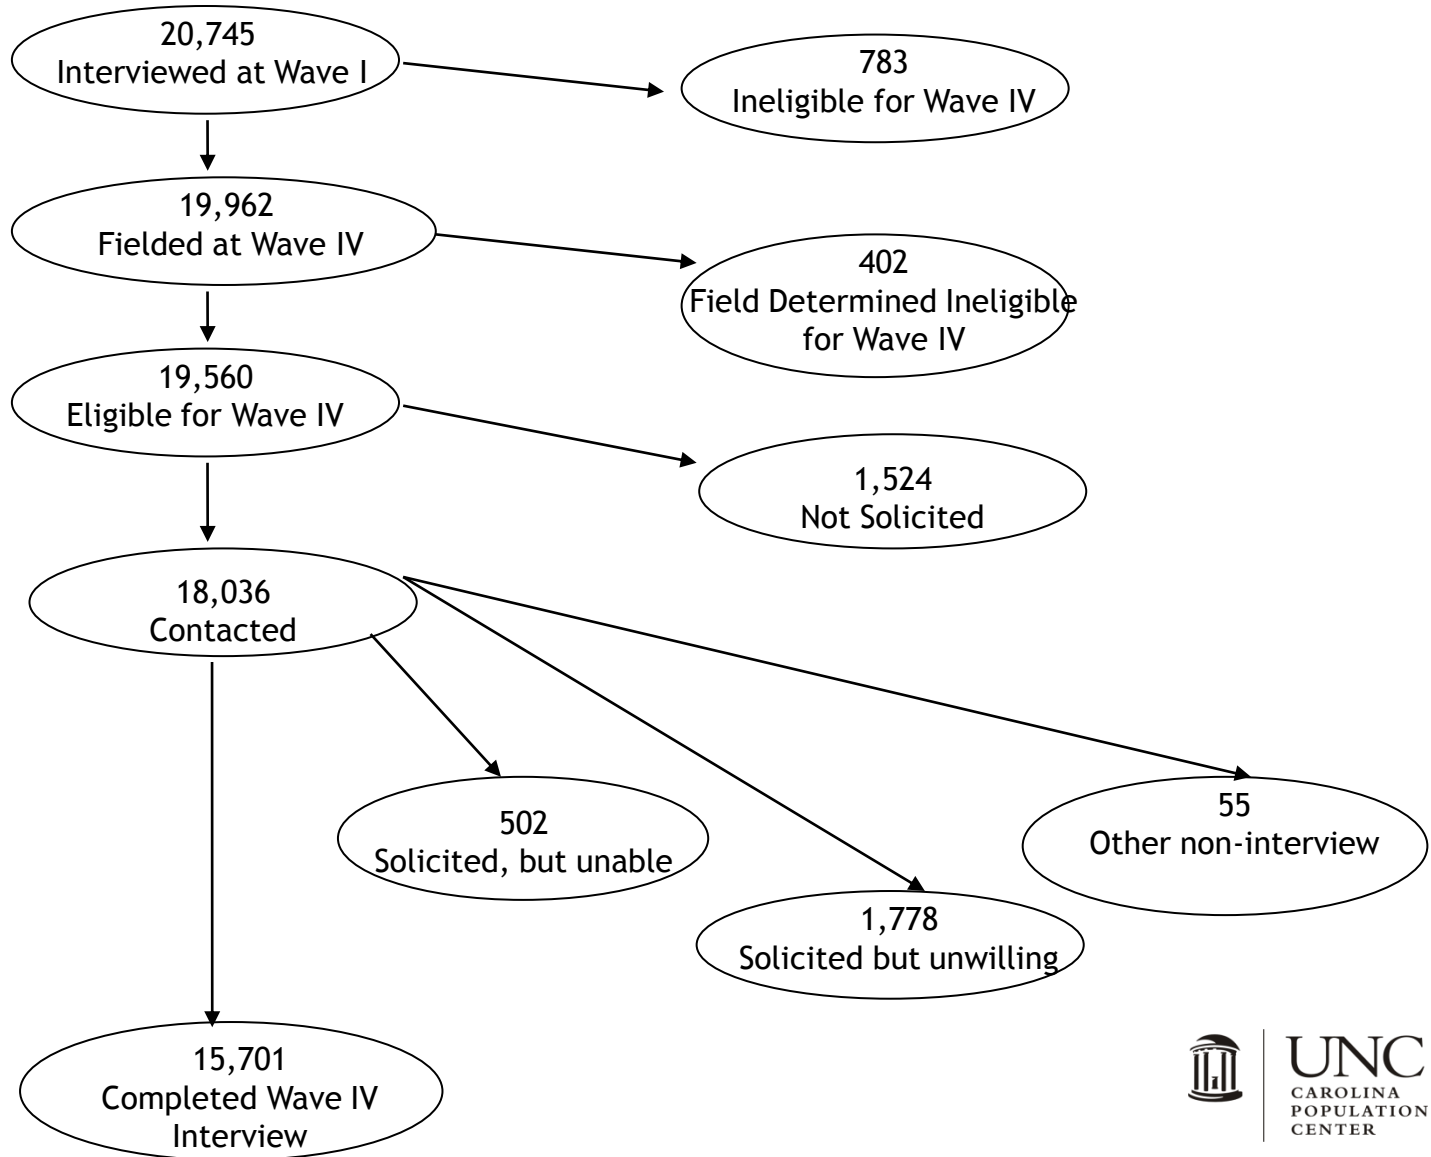 20,745
Interviewed at Wave I
783
Ineligible for Wave IV
19,962
Fielded at Wave IV
402
Field Determined Ineligible
for Wave IV
19,560
Eligible for Wave IV
1,524
Not Solicited
18,036
Contacted
502
Solicited, but unable
55
Other non-interview
1,778
Solicited but unwilling
15,701
Completed Wave IV
Interview
UNC
CAROLINA
POPULATION
CENTER